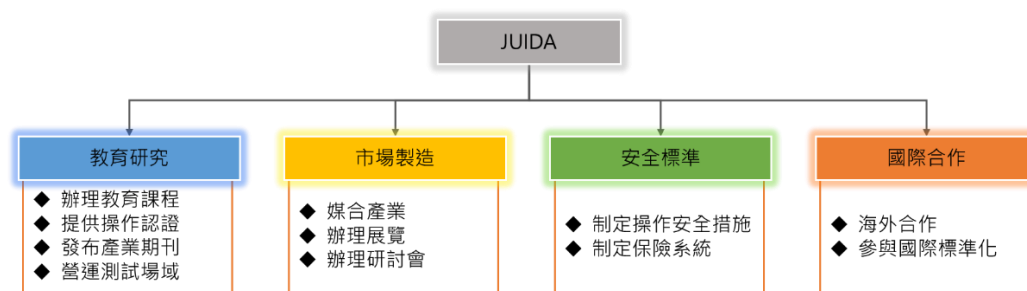 JUIDA
教育研究
◆ 辦理教育課程
◆ 提供操作認證
◆ 發布產業期刊
◆ 營運測試場域
市場製造
◆ 媒合產業
◆ 辦理展覽
◆ 辦理研討會
安全標準
◆ 制定操作安全措施
◆ 制定保險系統
國際合作
◆ 海外合作
◆ 參與國際標準化